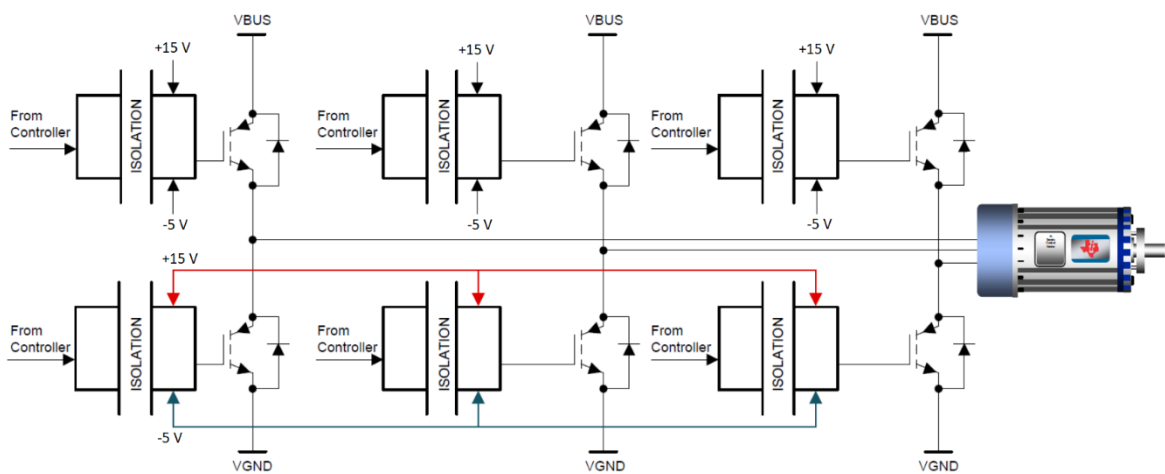 VBUS
VBUS
VBUS
+15 V
+15 V
+15 V
From
Controller
ISOLATION
From
Controller
ISOLATION
From
Controller
ISOLATION
-5 V
-5 V
-5 V
+15 V
From
Controller
ISOLATION
From
Controller
ISOLATION
From
Controller
ISOLATION
-5 V
VGND
VGND
VGND